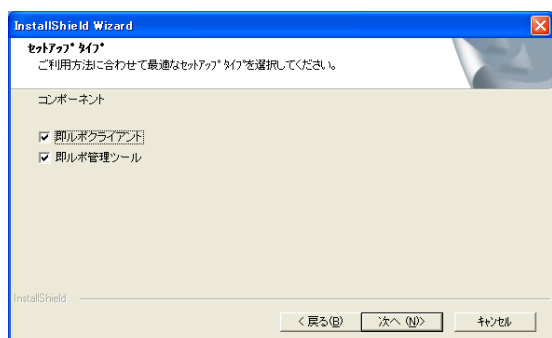 InstallShield Wizard
セットアップ タイプ
ご利用方法に合わせて最適なセットアップ タイプを選択してください。
コンポーネント
即ルポクライアント
即ルポ管理ツール
InstallShield
< 戻る(B)
次へ (N)>
キャンセル